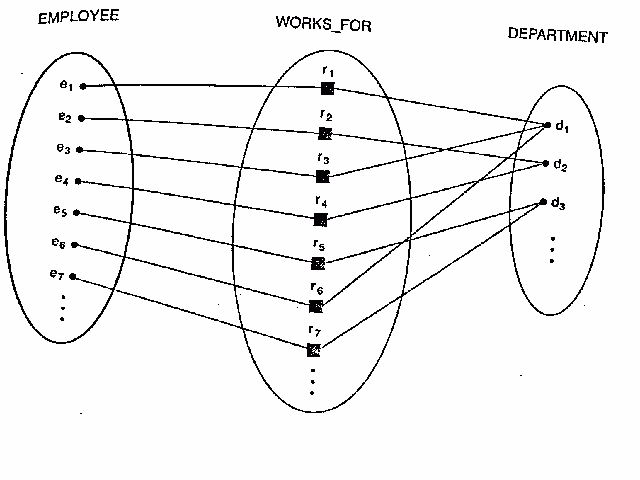 EMPLOYEE
WORKS_FOR
DEPARTMENT
e1
e2
e3
e4
e5
e6
e7
r1
r2
r3
r4
r5
r6
r7
d1
d2
d3